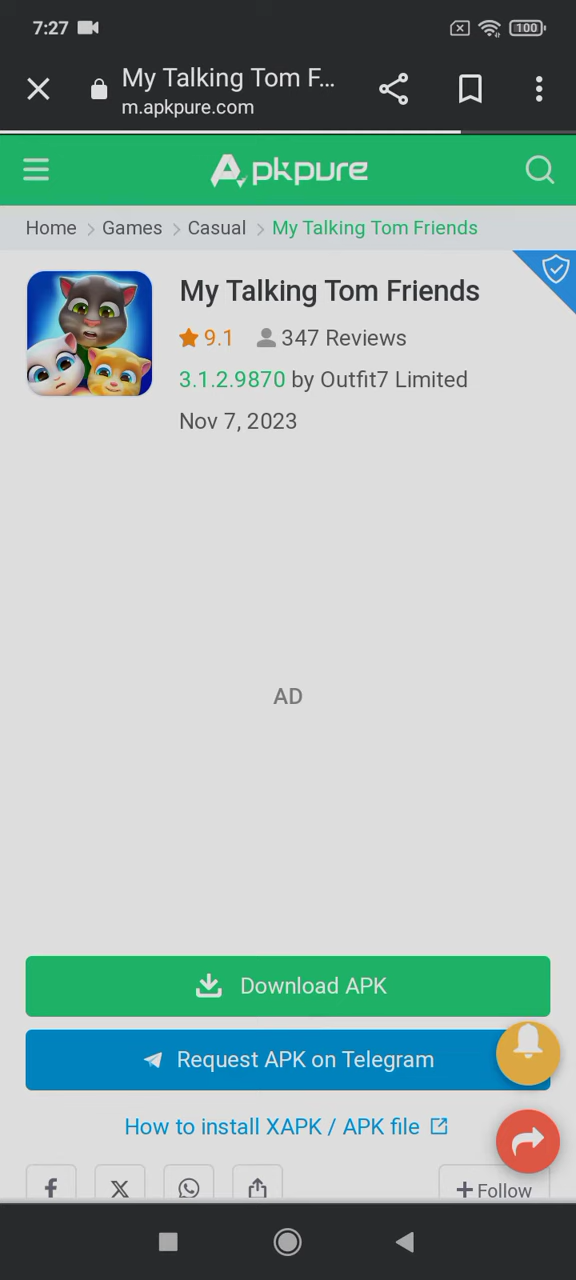 7:27
100
My Talking Tom F...
m.apkpure.com
Apkpure
Home > Games > Casual > My Talking Tom Friends
My Talking Tom Friends
9.1 347 Reviews
3.1.2.9870 by Outfit7 Limited
Nov 7, 2023
AD
Download APK
Request APK on Telegram
How to install XAPK / APK file
+ Follow